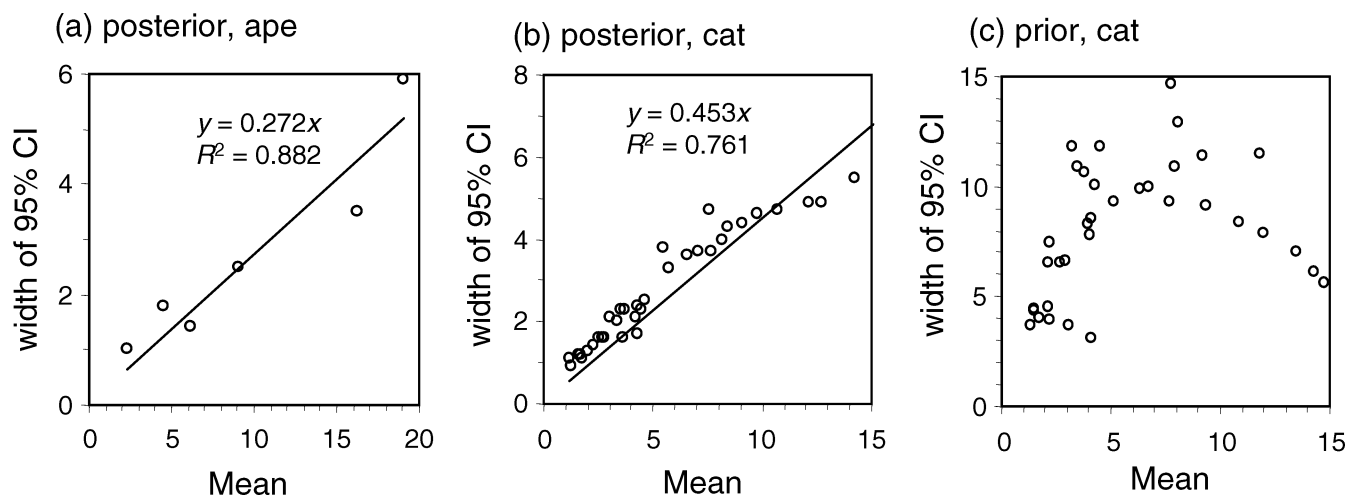 (a) posterior, ape
6
4
2
0
0 5 10 15 20
y = 0.272x
R² = 0.882
width of 95% CI
Mean
(b) posterior, cat
8
6
4
2
0
0 5 10 15
y = 0.453x
R² = 0.761
width of 95% CI
Mean
(c) prior, cat
15
10
5
0
0 5 10 15
width of 95% CI
Mean